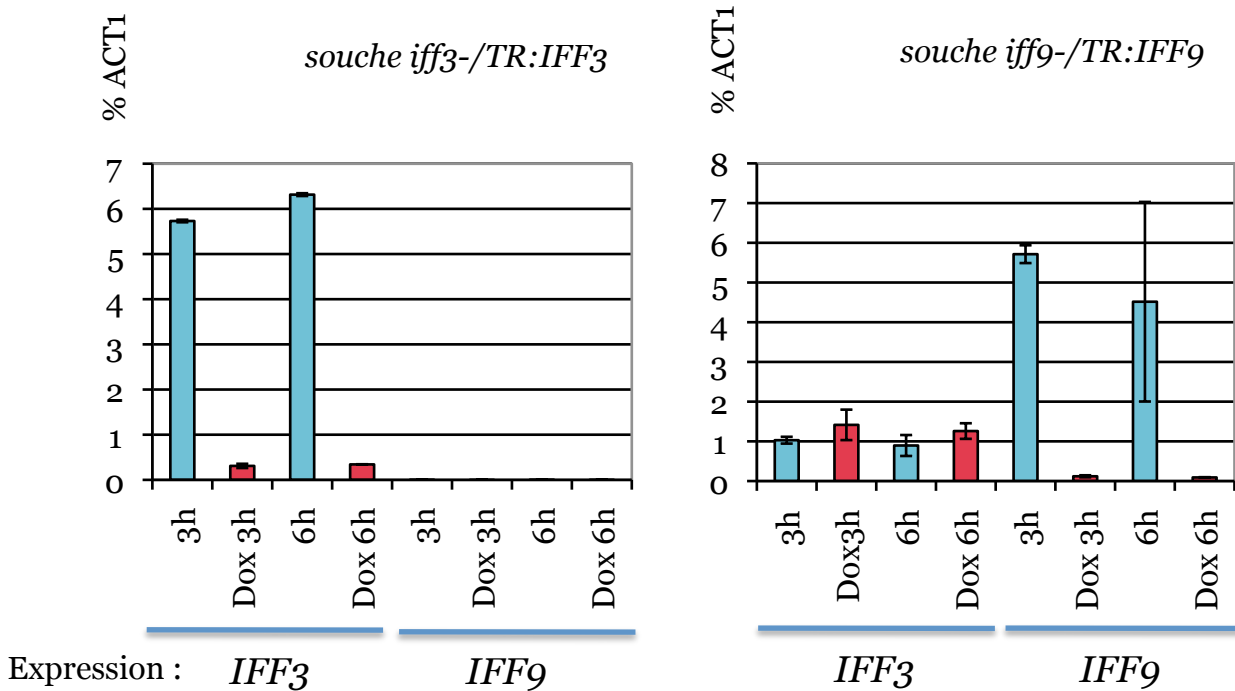 % ACT1
souche iff3-/TR:IFF3
7
6
5
4
3
2
1
0
3h
Dox 3h
6h
Dox 6h
3h
Dox 3h
6h
Dox 6h
% ACT1
souche iff9-/TR:IFF9
8
7
6
5
4
3
2
1
0
3h
Dox3h
6h
Dox 6h
3h
Dox 3h
6h
Dox 6h
Expression : IFF3 IFF9 IFF3 IFF9